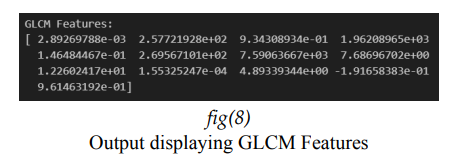 GLCM Features:
[ 2.89269788e-03 2.57721928e+02 9.34308934e-01 1.96208965e+03
1.46484467e-01 2.69567101e+02 7.59063667e+03 7.68696702e+00
1.22602417e+01 1.55325247e-04 4.89339344e+00 -1.91658383e-01
9.61463192e-01]
fig(8)
Output displaying GLCM Features